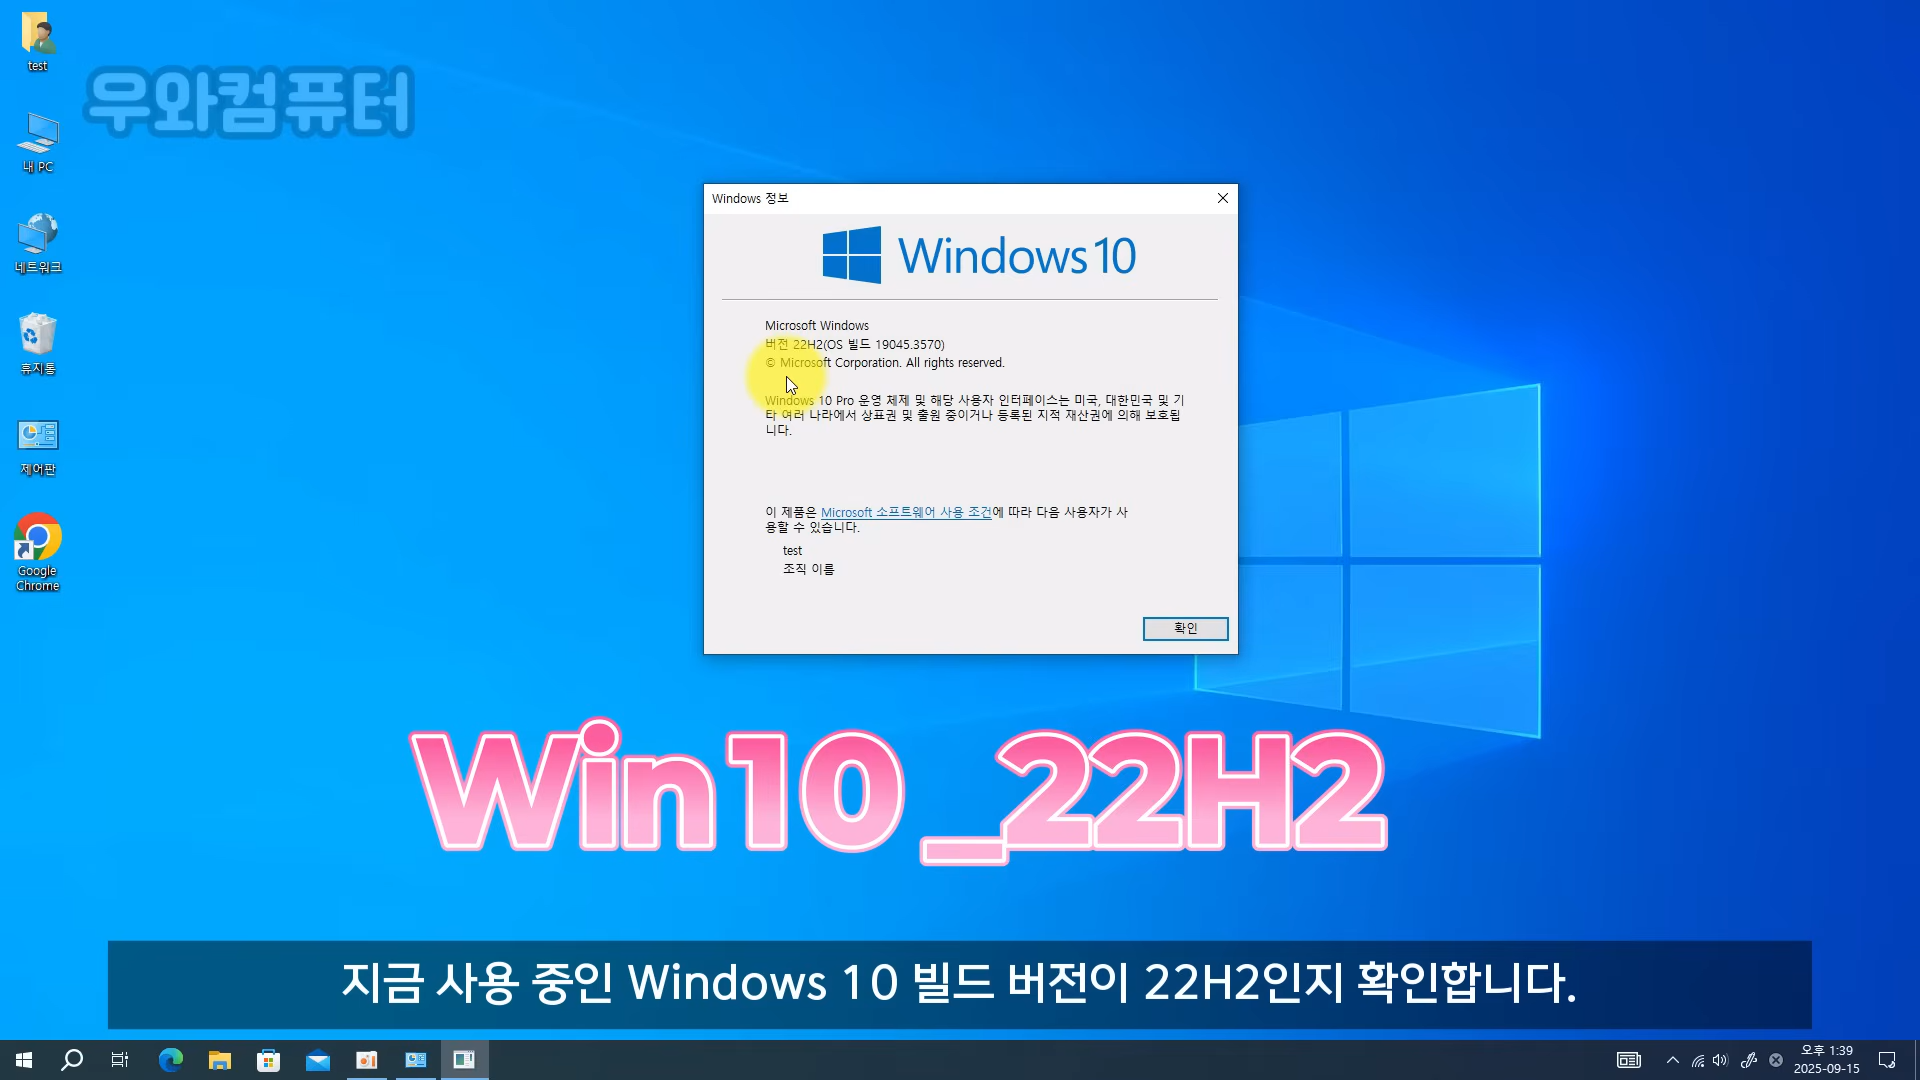 test
우와컴퓨터
내 PC
네트워크
휴지통
제어판
Google
Chrome
Windows 정보
Windows 10
Microsoft Windows
버전 22H2(OS 빌드 19045.3570)
© Microsoft Corporation. All rights reserved.
Windows 10 Pro 운영 체제 및 해당 사용자 인터페이스는 미국, 대한민국 및 기
타 여러 나라에서 상표권 및 출원 중이거나 등록된 지적 재산권에 의해 보호됩
니다.
이 제품은 Microsoft 소프트웨어 사용 조건에 따라 다음 사용자가 사
용할 수 있습니다.
test
조직 이름
확인
Win10_22H2
지금 사용 중인 Windows 10 빌드 버전이 22H2인지 확인합니다.
오후 1:39
2025-09-15